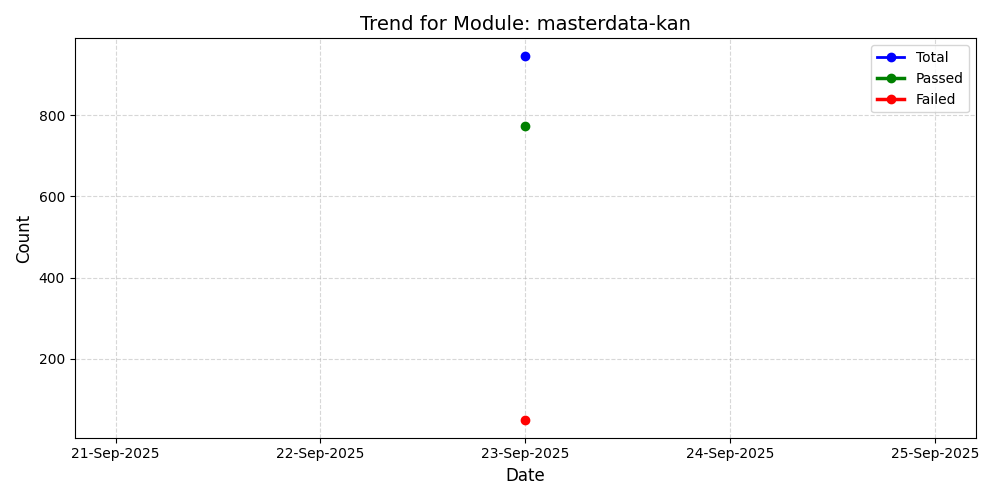 Trend for Module: masterdata-kan
Total
Passed
Failed
800
600
400
200
Count
21-Sep-2025
22-Sep-2025
23-Sep-2025
24-Sep-2025
25-Sep-2025
Date